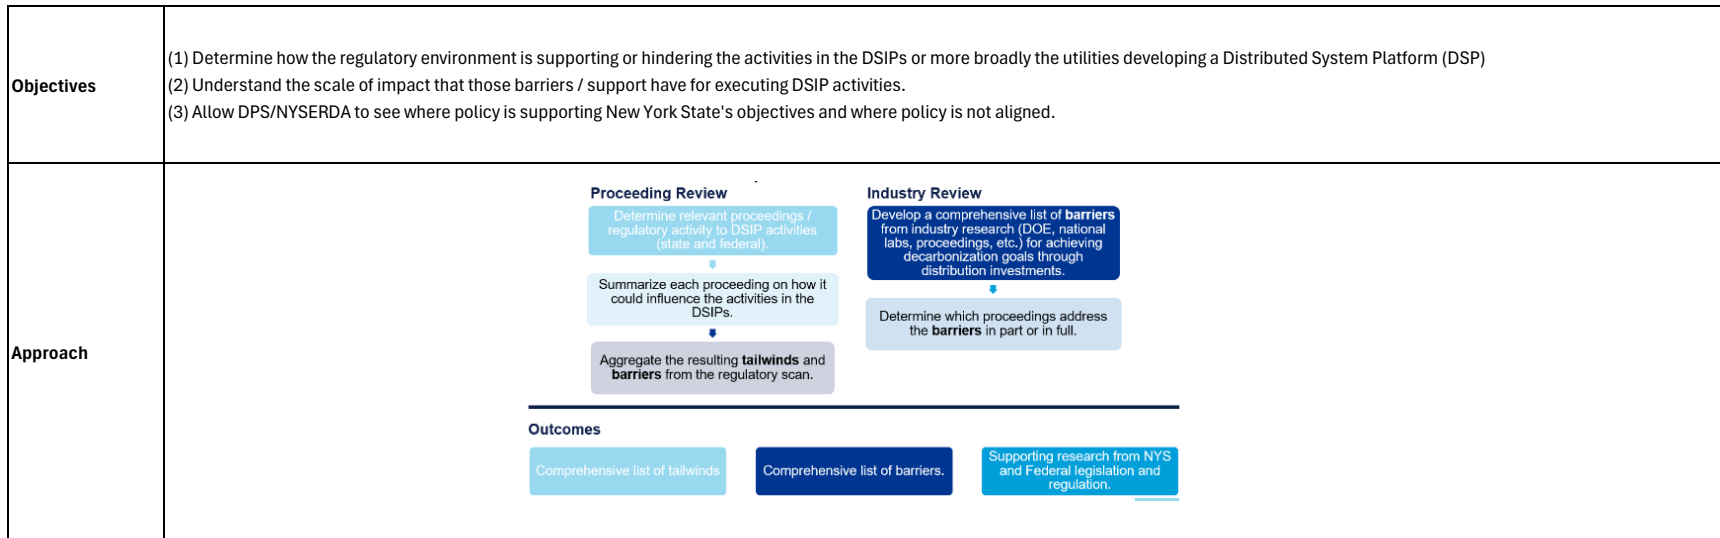 Objectives
(1) Determine how the regulatory environment is supporting or hindering the activities in the DSIPs or more broadly the utilities developing a Distributed System Platform (DSP)
(2) Understand the scale of impact that those barriers / support have for executing DSIP activities.
(3) Allow DPS/NYSERDA to see where policy is supporting New York State's objectives and where policy is not aligned.
Approach
Proceeding Review
Determine relevant proceedings /
regulatory activity to DSIP activities
(state and federal).
Summarize each proceeding on how it
could influence the activities in the
DSIPs.
Aggregate the resulting tailwinds and
barriers from the regulatory scan.
Industry Review
Develop a comprehensive list of barriers
from industry research (DOE, national
labs, proceedings, etc.) for achieving
decarbonization goals through
distribution investments.
Determine which proceedings address
the barriers in part or in full.
Outcomes
Comprehensive list of tailwinds
Comprehensive list of barriers.
Supporting research from NYS
and Federal legislation and
regulation.